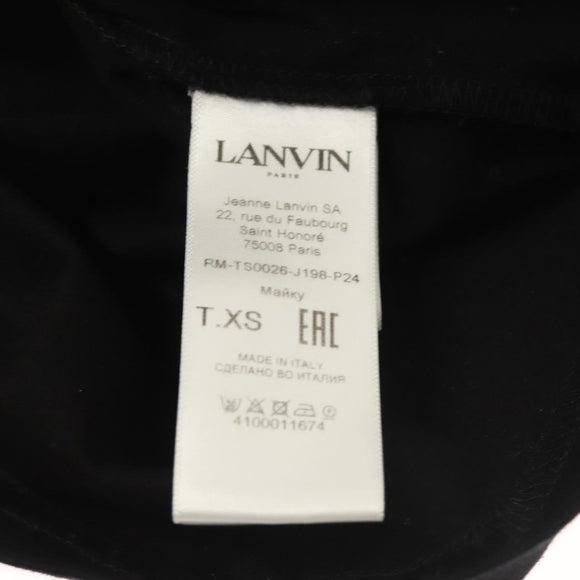 LANVIN
PARIS
Jeanne Lanvin SA
22, rue du Faubourg
Saint Honoré
75008 Paris
RM-TS0026-J198-P24
Майку
T.XS EAC
MADE IN ITALY
СДЕЛАНО ВО ИТАЛИЯ
4100011674